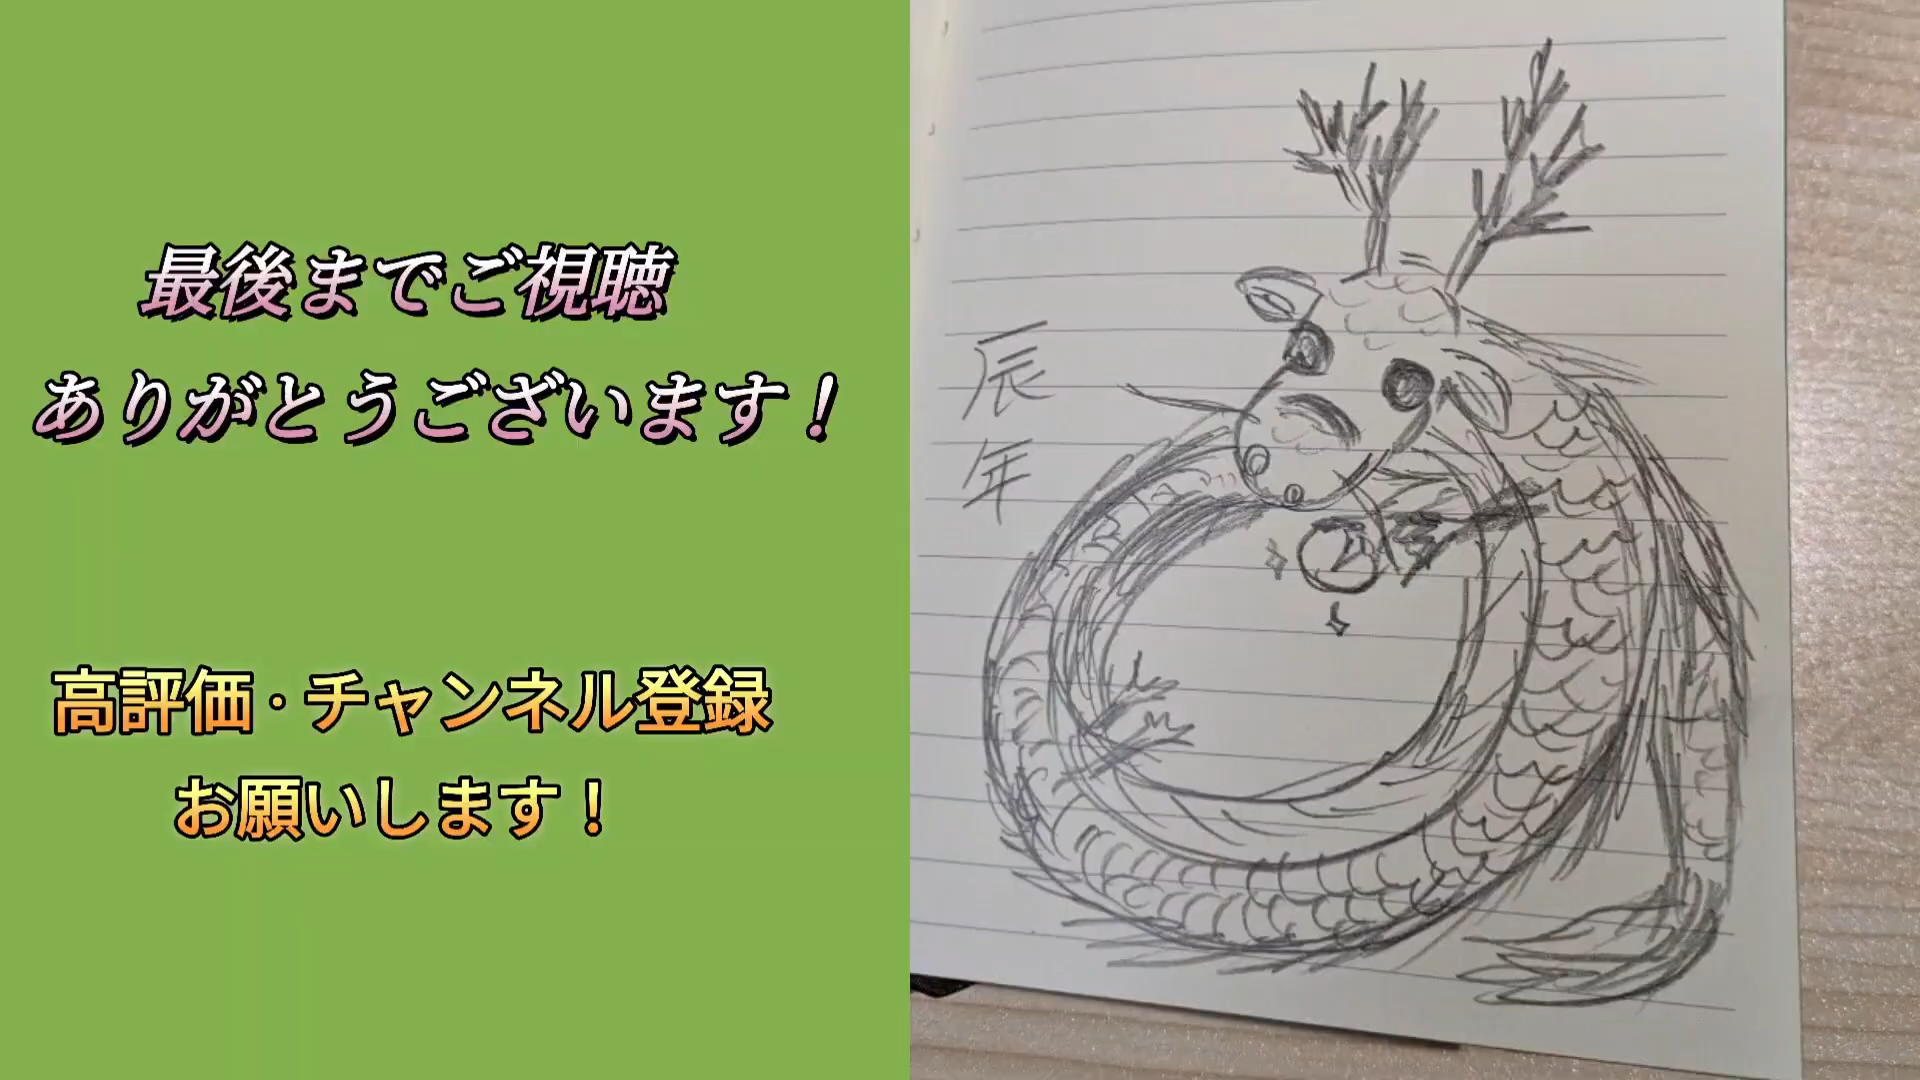 最後までご視聴
ありがとうございます！
高評価・チャンネル登録
お願いします！
辰年